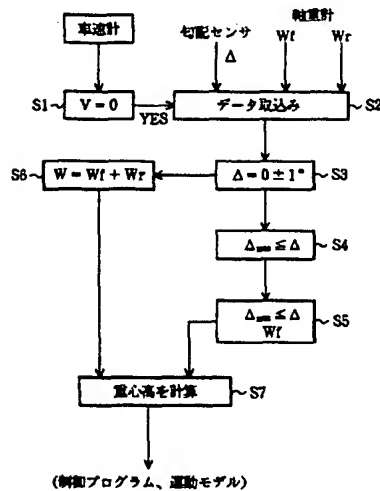 車速計
勾配センサ
Δ
軸重計
Wf Wr
S1 V = 0
YES
データ取込み S2
S6 W = Wf + Wr
Δ = 0 ± 1° S3
Δ ≤ Δ S4
Δ ≤ Δ
Wf S5
重心高を計算 S7
(制御プログラム、運動モデル)